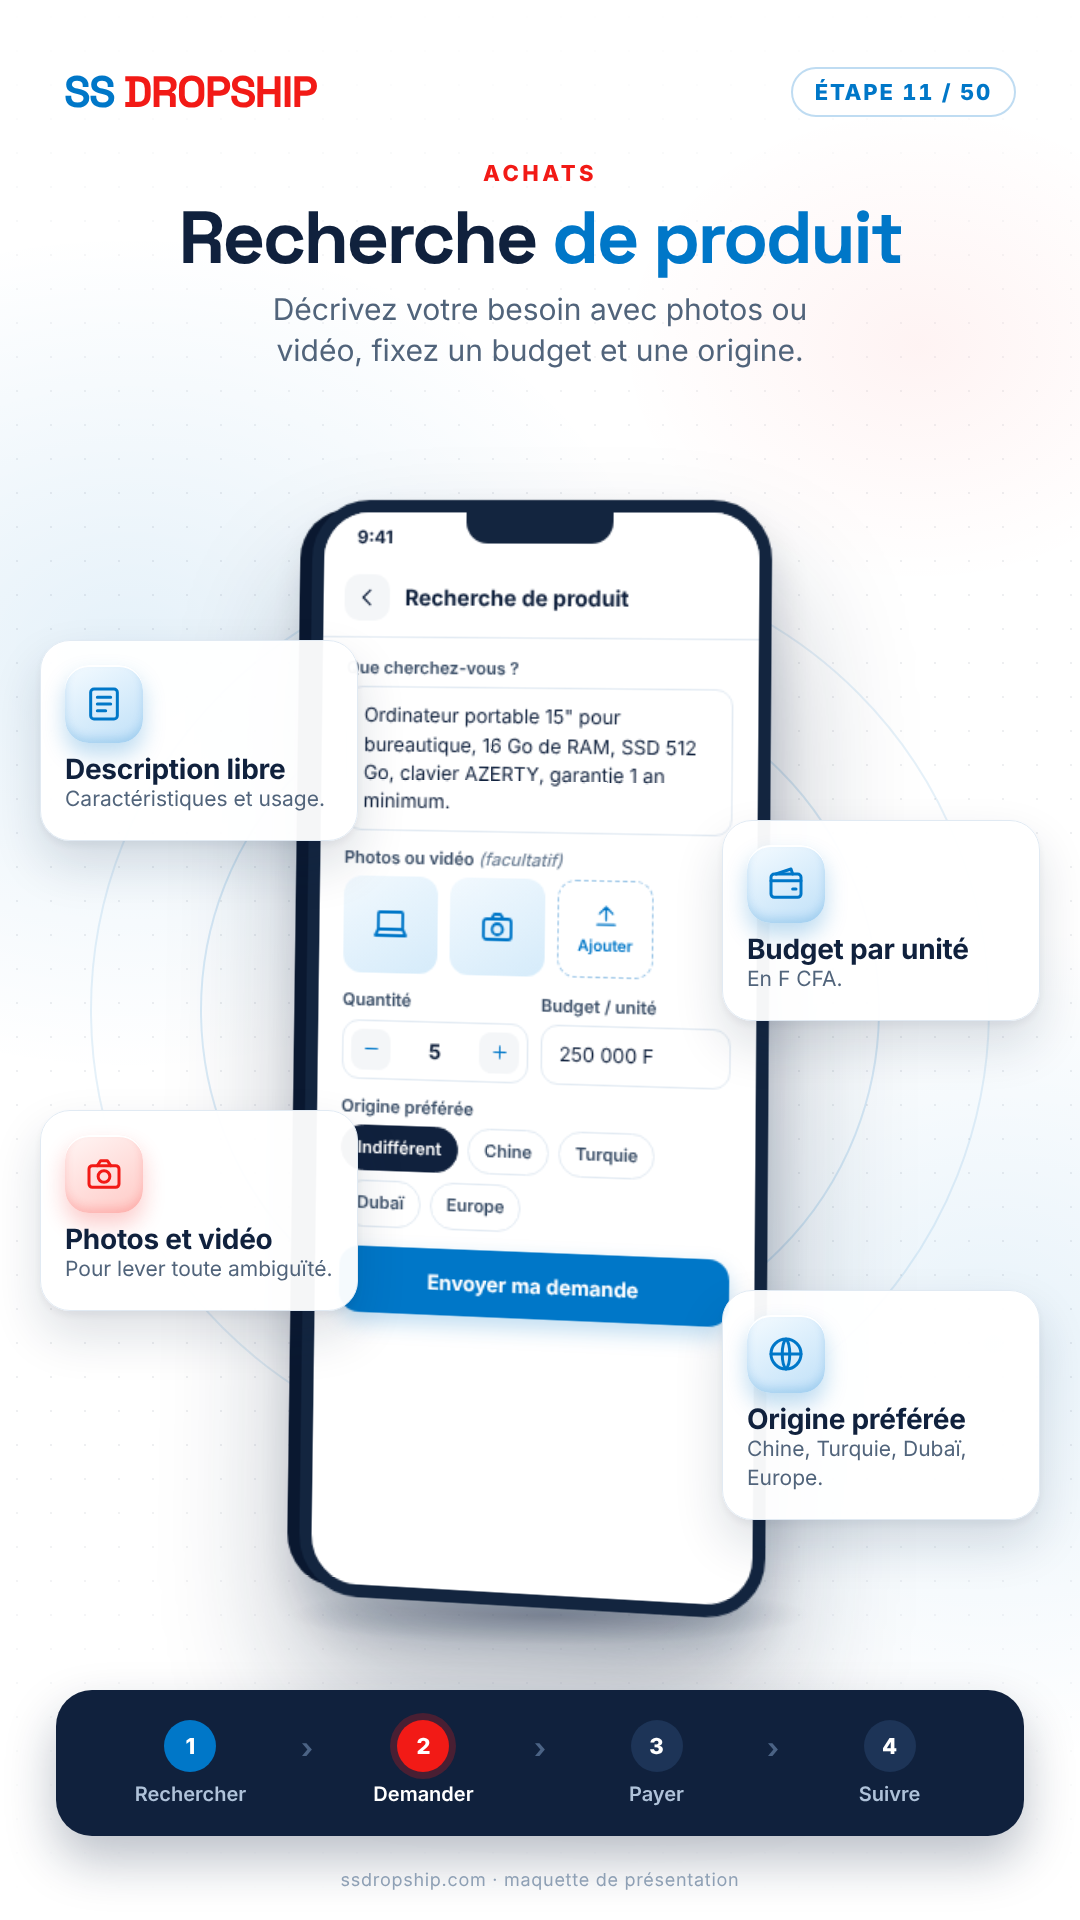 SS DROPSHIP
ÉTAPE 11 / 50
ACHATS
Recherche de produit
Décrivez votre besoin avec photos ou
vidéo, fixez un budget et une origine.
9:41
Recherche de produit
Que cherchez-vous ?
Ordinateur portable 15" pour
bureautique, 16 Go de RAM, SSD 512
Go, clavier AZERTY, garantie 1 an
minimum.
Description libre
Caractéristiques et usage.
Photos ou vidéo (facultatif)
Ajouter
Budget par unité
En F CFA.
Quantité
Budget / unité
− 5 +
250 000 F
Origine préférée
Indifférent
Chine
Turquie
Dubaï
Europe
Photos et vidéo
Pour lever toute ambiguïté.
Envoyer ma demande
Origine préférée
Chine, Turquie, Dubaï,
Europe.
1 › 2 › 3 › 4
Rechercher
Demander
Payer
Suivre
ssdropship.com · maquette de présentation